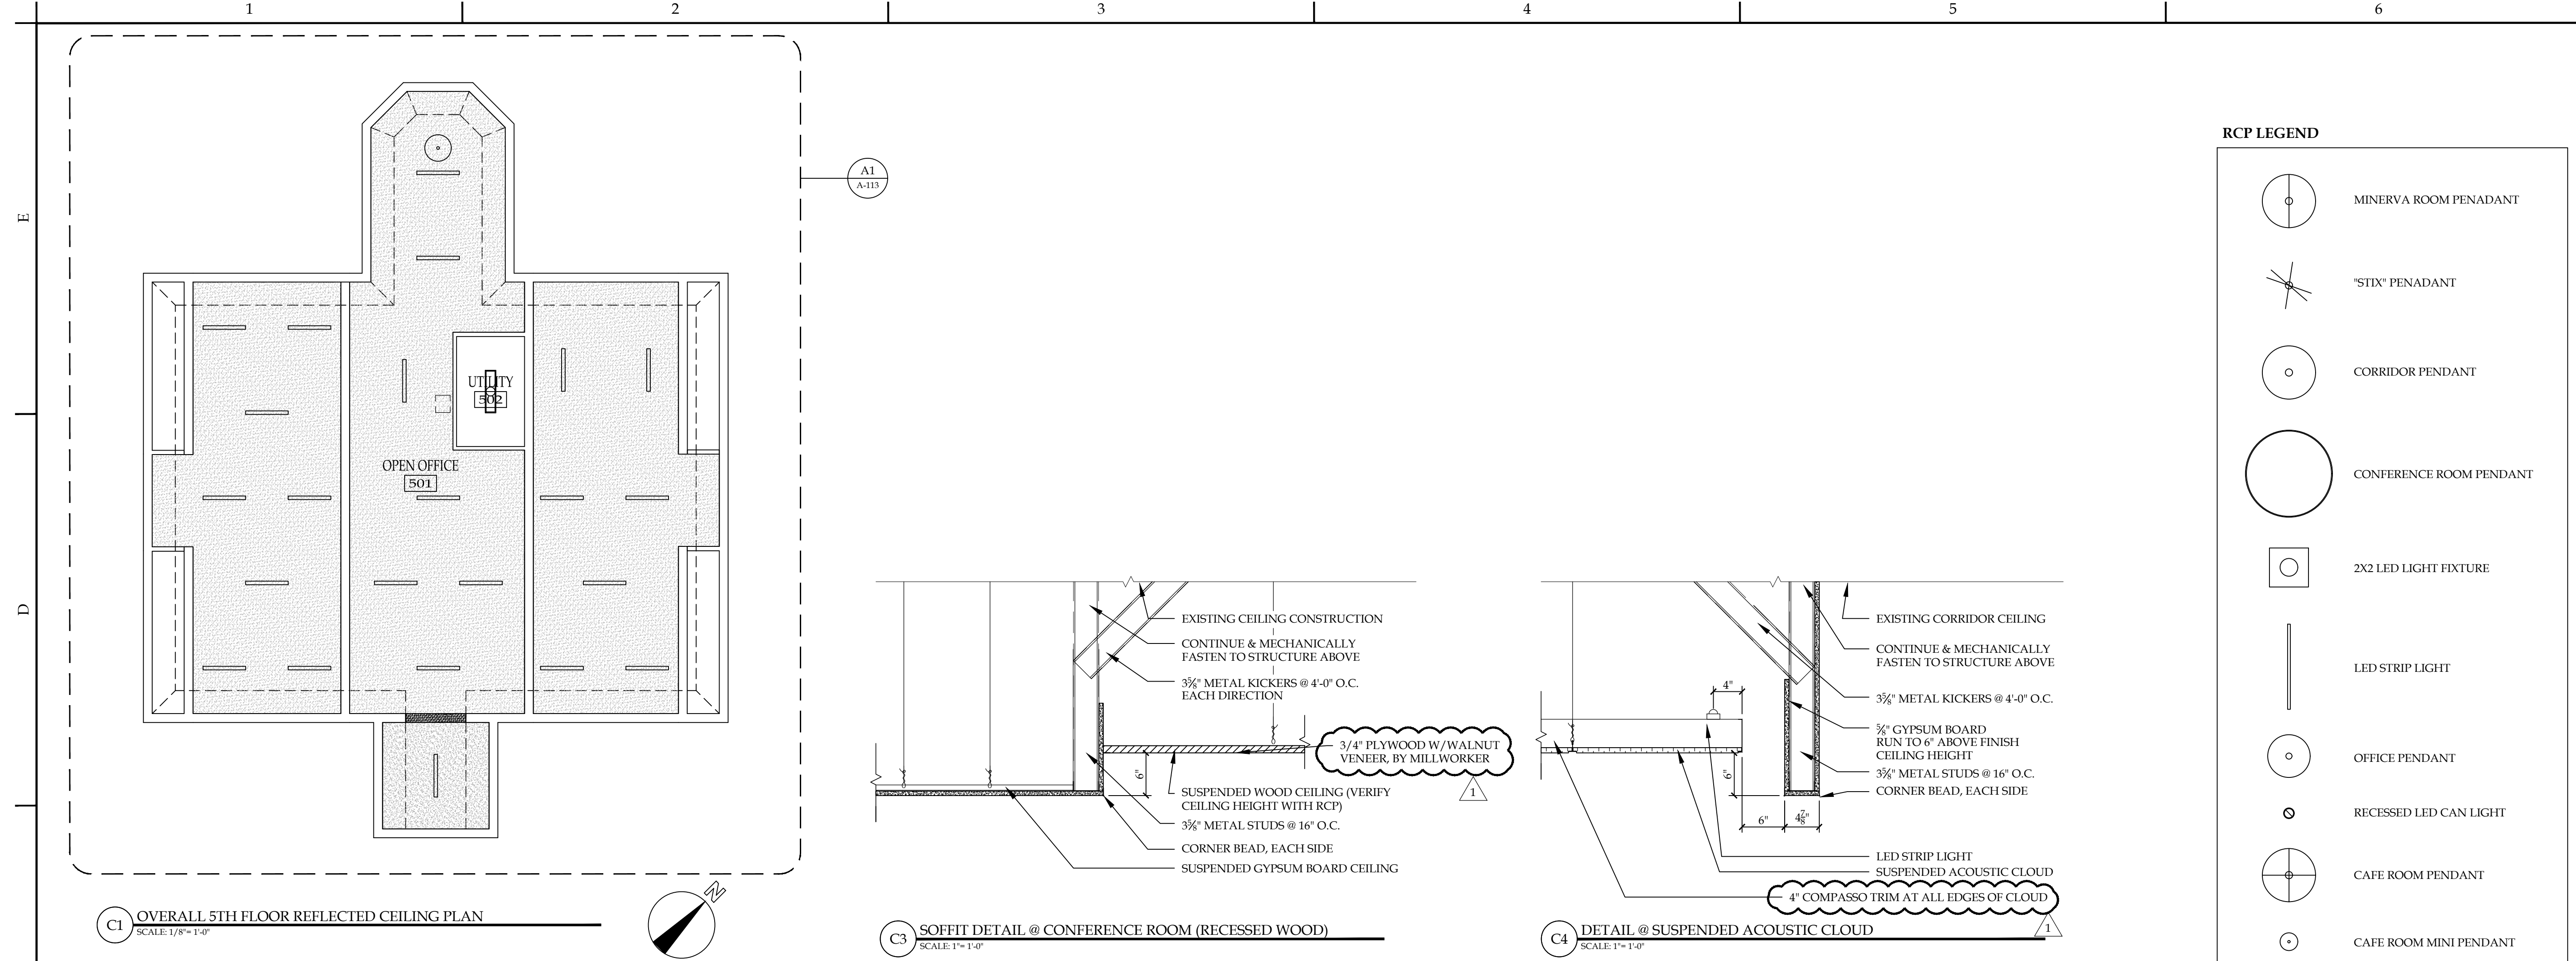 1
2
3
4
5
6
E
D
A1
A-113
UTILITY
502
OPEN OFFICE
501
C1
OVERALL 5TH FLOOR REFLECTED CEILING PLAN
SCALE: 1/8"= 1'-0"
N
EXISTING CEILING CONSTRUCTION
CONTINUE & MECHANICALLY
FASTEN TO STRUCTURE ABOVE
3⅝" METAL KICKERS @ 4'-0" O.C.
EACH DIRECTION
3/4" PLYWOOD W/WALNUT
VENEER, BY MILLWORKER
1
6"
SUSPENDED WOOD CEILING (VERIFY
CEILING HEIGHT WITH RCP)
3⅝" METAL STUDS @ 16" O.C.
CORNER BEAD, EACH SIDE
SUSPENDED GYPSUM BOARD CEILING
C3
SOFFIT DETAIL @ CONFERENCE ROOM (RECESSED WOOD)
SCALE: 1"= 1'-0"
EXISTING CORRIDOR CEILING
CONTINUE & MECHANICALLY
FASTEN TO STRUCTURE ABOVE
4"
3⅝" METAL KICKERS @ 4'-0" O.C.
⅝" GYPSUM BOARD
RUN TO 6" ABOVE FINISH
CEILING HEIGHT
6"
3⅝" METAL STUDS @ 16" O.C.
CORNER BEAD, EACH SIDE
6"
4⅞"
LED STRIP LIGHT
SUSPENDED ACOUSTIC CLOUD
4" COMPASSO TRIM AT ALL EDGES OF CLOUD
1
C4
DETAIL @ SUSPENDED ACOUSTIC CLOUD
SCALE: 1"= 1'-0"
RCP LEGEND
MINERVA ROOM PENADANT
"STIX" PENADANT
CORRIDOR PENDANT
CONFERENCE ROOM PENDANT
2X2 LED LIGHT FIXTURE
LED STRIP LIGHT
OFFICE PENDANT
RECESSED LED CAN LIGHT
CAFE ROOM PENDANT
CAFE ROOM MINI PENDANT